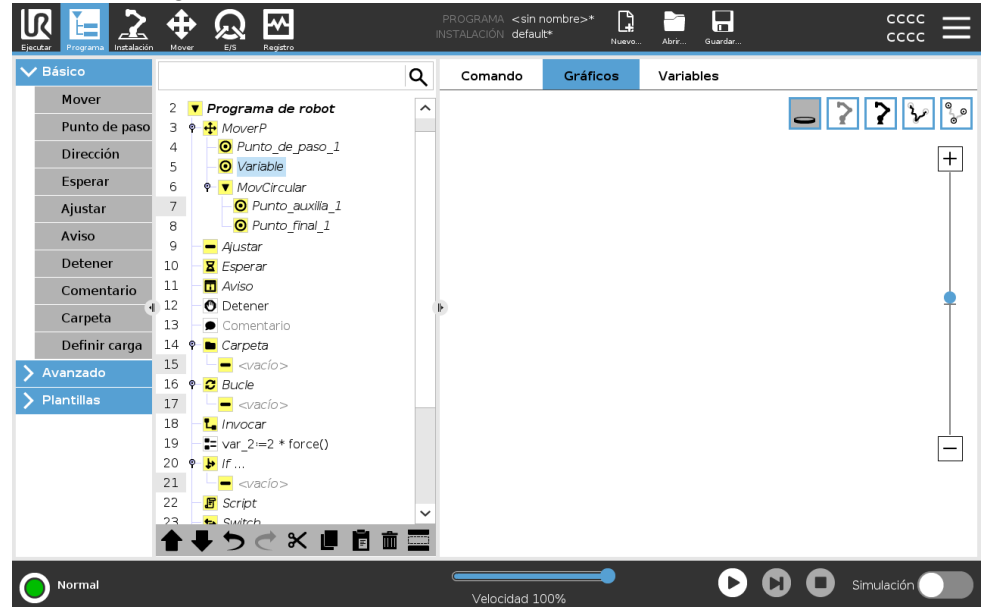 PROGRAMA <sin nombre>*
INSTALACIÓN default*
Ejecutar Programa Instalación Mover E/S Registro Nuevo... Abrir... Guardar...
CCCC
CCCC
Básico
Mover
Punto de paso
Dirección
Esperar
Ajustar
Aviso
Detener
Comentario
Carpeta
Definir carga
Avanzado
Plantillas
2 Programa de robot
3 MoverP
4 Punto_de_paso_1
5 Variable
6 MovCircular
7 Punto_auxilia_1
8 Punto_final_1
9 Ajustar
10 Esperar
11 Aviso
12 Detener
13 Comentario
14 Carpeta
15 <vacío>
16 Bucle
17 <vacío>
18 Invocar
19 var_2:=2 * force()
20 If ...
21 <vacío>
22 Script
23 Switch
Comando Gráficos Variables
Normal
Velocidad 100%
Simulación